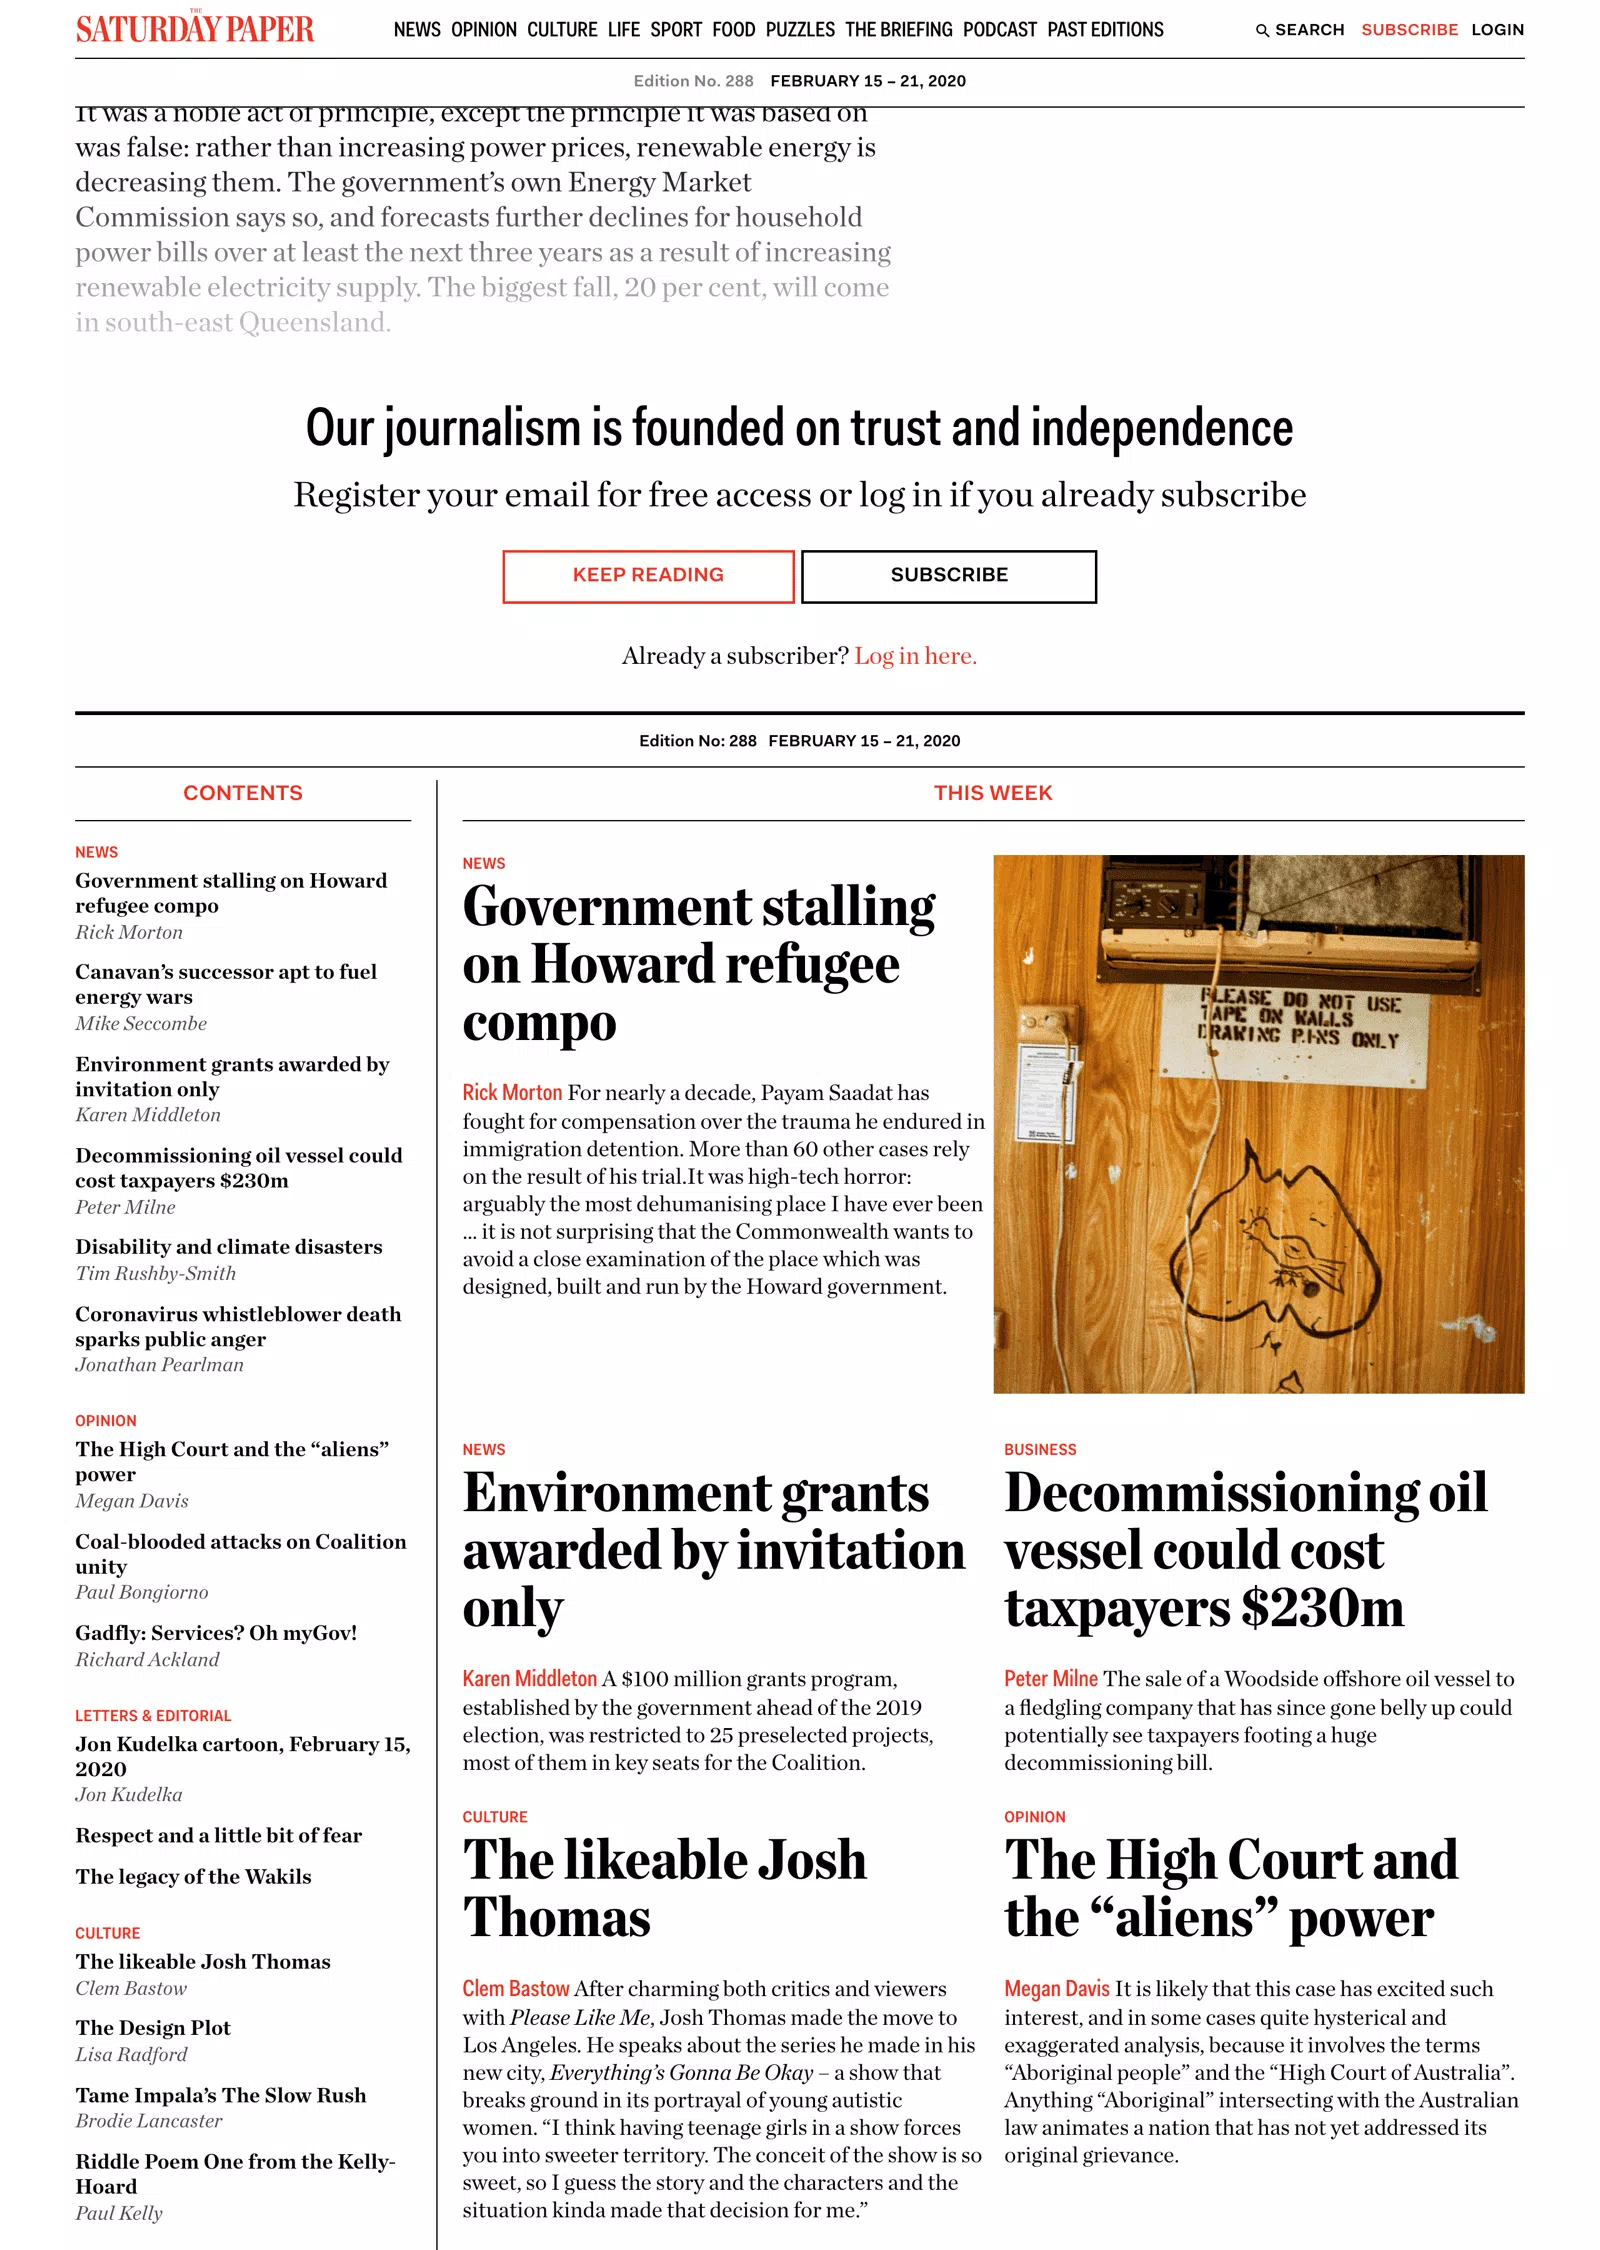 THE
SATURDAY PAPER
NEWS OPINION CULTURE LIFE SPORT FOOD PUZZLES THE BRIEFING PODCAST PAST EDITIONS
SEARCH SUBSCRIBE LOGIN
Edition No. 288 FEBRUARY 15 – 21, 2020
It was a noble act of principle, except the principle it was based on
was false: rather than increasing power prices, renewable energy is
decreasing them. The government’s own Energy Market
Commission says so, and forecasts further declines for household
power bills over at least the next three years as a result of increasing
renewable electricity supply. The biggest fall, 20 per cent, will come
in south-east Queensland.
Our journalism is founded on trust and independence
Register your email for free access or log in if you already subscribe
KEEP READING
SUBSCRIBE
Already a subscriber? Log in here.
Edition No: 288 FEBRUARY 15 – 21, 2020
CONTENTS
NEWS
Government stalling on Howard
refugee compo
Rick Morton
Canavan’s successor apt to fuel
energy wars
Mike Seccombe
Environment grants awarded by
invitation only
Karen Middleton
Decommissioning oil vessel could
cost taxpayers $230m
Peter Milne
Disability and climate disasters
Tim Rushby-Smith
Coronavirus whistleblower death
sparks public anger
Jonathan Pearlman
OPINION
The High Court and the “aliens”
power
Megan Davis
Coal-blooded attacks on Coalition
unity
Paul Bongiorno
Gadfly: Services? Oh myGov!
Richard Ackland
LETTERS & EDITORIAL
Jon Kudelka cartoon, February 15,
2020
Jon Kudelka
Respect and a little bit of fear
The legacy of the Wakils
CULTURE
The likeable Josh Thomas
Clem Bastow
The Design Plot
Lisa Radford
Tame Impala’s The Slow Rush
Brodie Lancaster
Riddle Poem One from the Kelly-
Hoard
Paul Kelly
THIS WEEK
NEWS
Government stalling
on Howard refugee
compo
Rick Morton For nearly a decade, Payam Saadat has
fought for compensation over the trauma he endured in
immigration detention. More than 60 other cases rely
on the result of his trial.It was high-tech horror:
arguably the most dehumanising place I have ever been
... it is not surprising that the Commonwealth wants to
avoid a close examination of the place which was
designed, built and run by the Howard government.
PLEASE DO NOT USE
TAPE ON WALLS
DRAWING PINS ONLY
NEWS
Environment grants
awarded by invitation
only
Karen Middleton A $100 million grants program,
established by the government ahead of the 2019
election, was restricted to 25 preselected projects,
most of them in key seats for the Coalition.
BUSINESS
Decommissioning oil
vessel could cost
taxpayers $230m
Peter Milne The sale of a Woodside offshore oil vessel to
a fledgling company that has since gone belly up could
potentially see taxpayers footing a huge
decommissioning bill.
CULTURE
The likeable Josh
Thomas
Clem Bastow After charming both critics and viewers
with Please Like Me, Josh Thomas made the move to
Los Angeles. He speaks about the series he made in his
new city, Everything’s Gonna Be Okay – a show that
breaks ground in its portrayal of young autistic
women. “I think having teenage girls in a show forces
you into sweeter territory. The conceit of the show is so
sweet, so I guess the story and the characters and the
situation kinda made that decision for me.”
OPINION
The High Court and
the “aliens” power
Megan Davis It is likely that this case has excited such
interest, and in some cases quite hysterical and
exaggerated analysis, because it involves the terms
“Aboriginal people” and the “High Court of Australia”.
Anything “Aboriginal” intersecting with the Australian
law animates a nation that has not yet addressed its
original grievance.